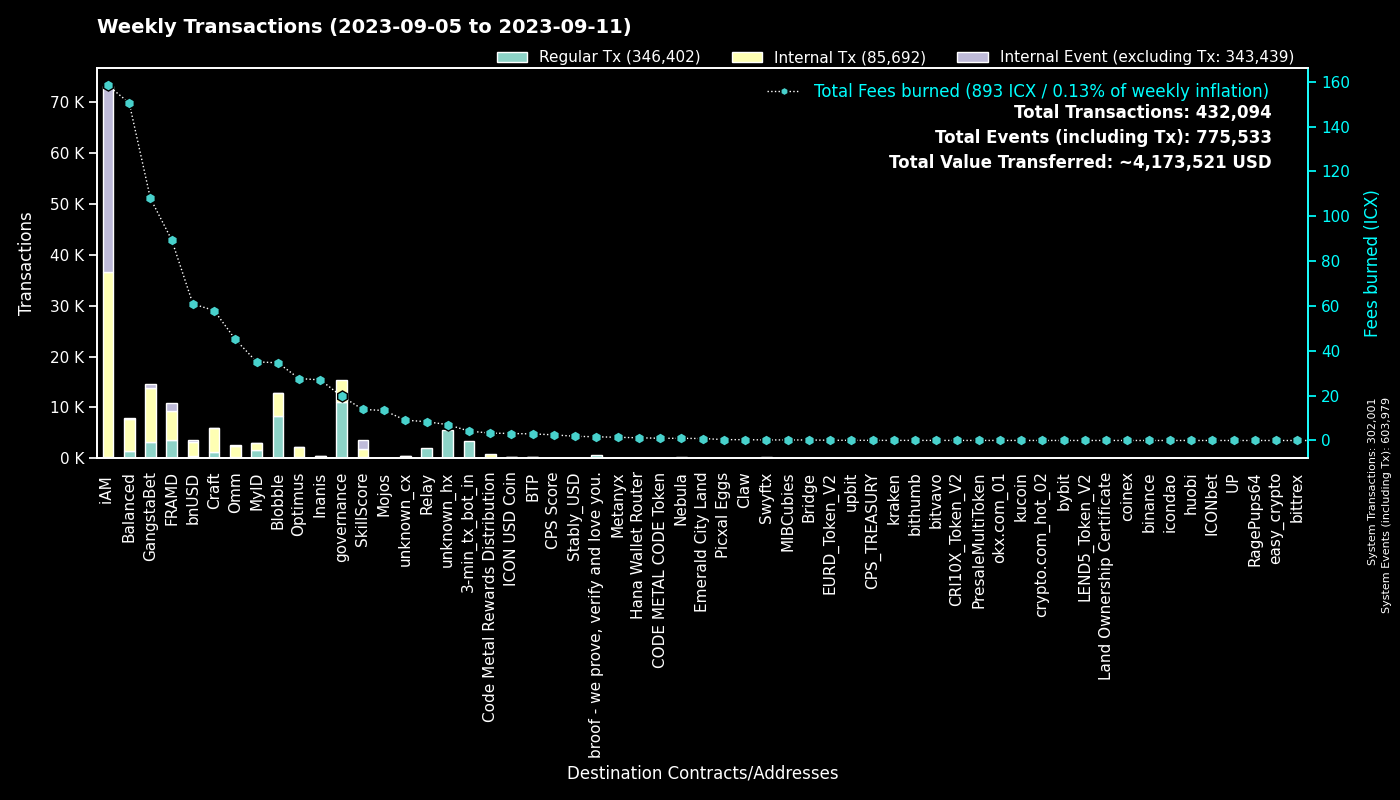 Weekly Transactions (2023-09-05 to 2023-09-11)
Regular Tx (346,402)
Internal Tx (85,692)
Internal Event (excluding Tx: 343,439)
Total Fees burned (893 ICX / 0.13% of weekly inflation)
Total Transactions: 432,094
Total Events (including Tx): 775,533
Total Value Transferred: ~4,173,521 USD
Transactions
70 K
60 K
50 K
40 K
30 K
20 K
10 K
0 K
160
140
120
100
80
60
40
20
0
Fees burned (ICX)
System Transactions: 302,001
System Events (including Tx): 603,979
iAM
Balanced
GangstaBet
FRAMD
bnUSD
Craft
Omm
MyID
Blobble
Optimus
Inanis
governance
SkillScore
Mojos
unknown_cx
Relay
unknown_hx
3-min_tx_bot_in
Code Metal Rewards Distribution
ICON USD Coin
BTP
CPS Score
Stably_USD
broof - we prove, verify and love you.
Metanyx
Hana Wallet Router
CODE METAL CODE Token
Nebula
Emerald City Land
Picxal Eggs
Claw
Swyftx
MIBCubies
Bridge
EURD_Token_V2
upbit
CPS_TREASURY
kraken
bithumb
bitvavo
CRI10X_Token_V2
PresaleMultiToken
okx.com_01
kucoin
crypto.com_hot_02
bybit
LEND5_Token_V2
Land Ownership Certificate
coinex
binance
icondao
huobi
ICONbet
UP
RagePups64
easy_crypto
bittrex
Destination Contracts/Addresses